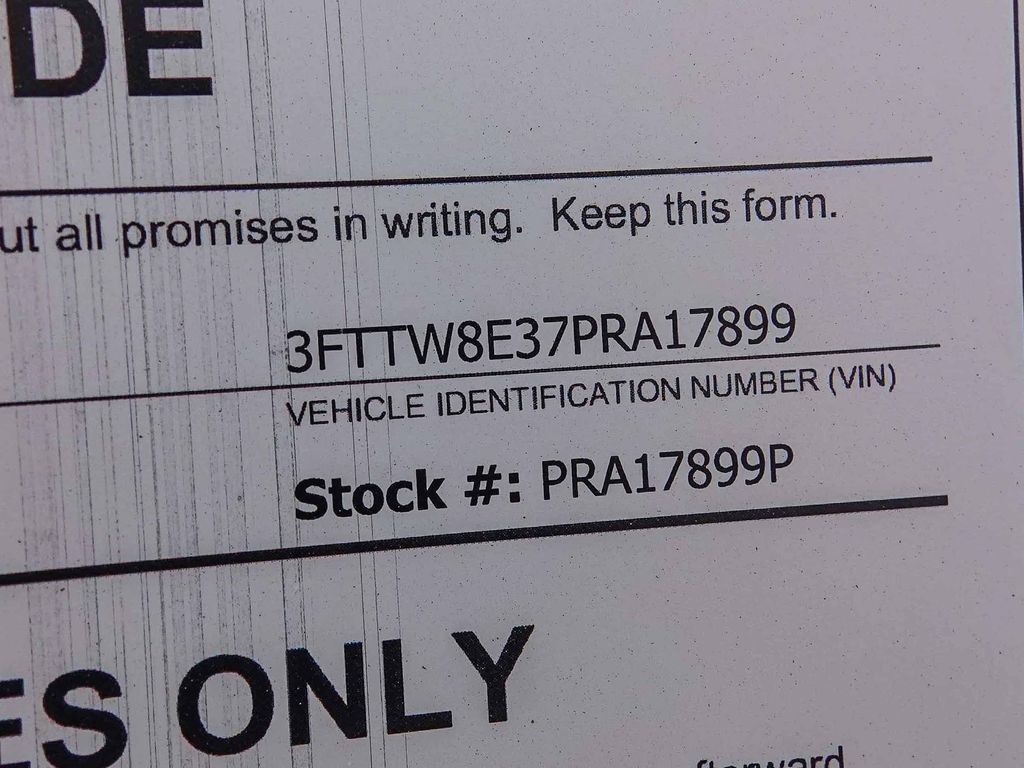 DE
ut all promises in writing. Keep this form.
3FTTW8E37PRA17899
VEHICLE IDENTIFICATION NUMBER (VIN)
Stock #: PRA17899P
ES ONLY